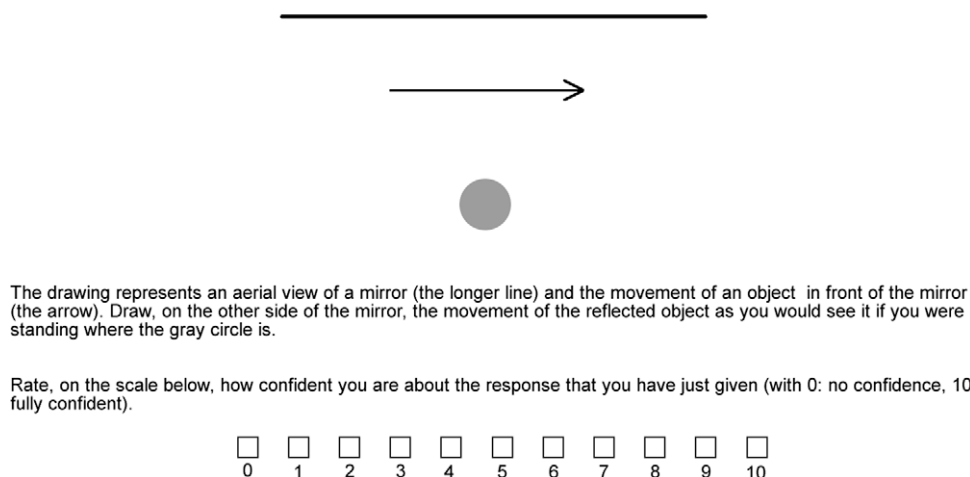 The drawing represents an aerial view of a mirror (the longer line) and the movement of an object  in front of the mirror
(the arrow). Draw, on the other side of the mirror, the movement of the reflected object as you would see it if you were
standing where the gray circle is.
Rate, on the scale below, how confident you are about the response that you have just given (with 0: no confidence, 10
fully confident).
0 1 2 3 4 5 6 7 8 9 10